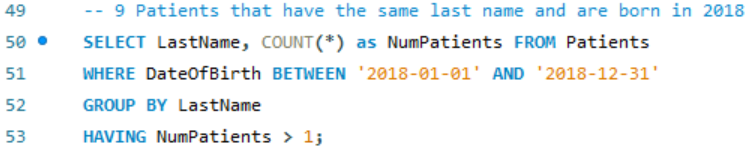 49 -- 9 Patients that have the same last name and are born in 2018
50 SELECT LastName, COUNT(*) as NumPatients FROM Patients
51 WHERE DateOfBirth BETWEEN '2018-01-01' AND '2018-12-31'
52 GROUP BY LastName
53 HAVING NumPatients > 1;